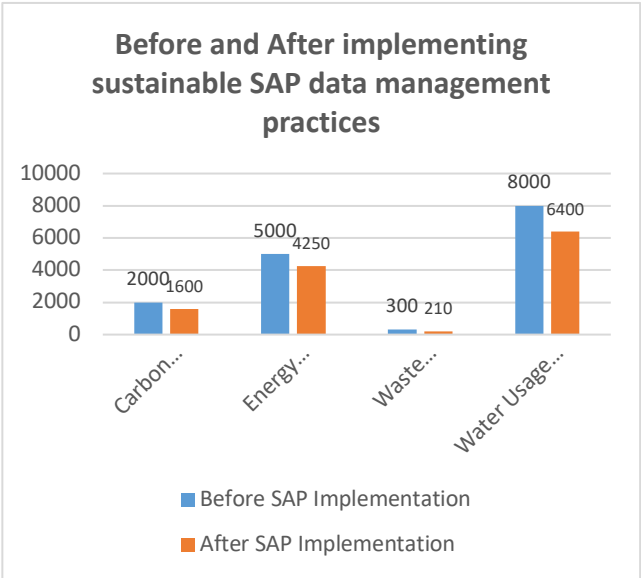 Before and After implementing
sustainable SAP data management
practices
10000
8000
6000
4000
2000
0
2000
1600
5000
4250
300
210
8000
6400
Carbon...
Energy...
Waste...
Water Usage...
Before SAP Implementation
After SAP Implementation